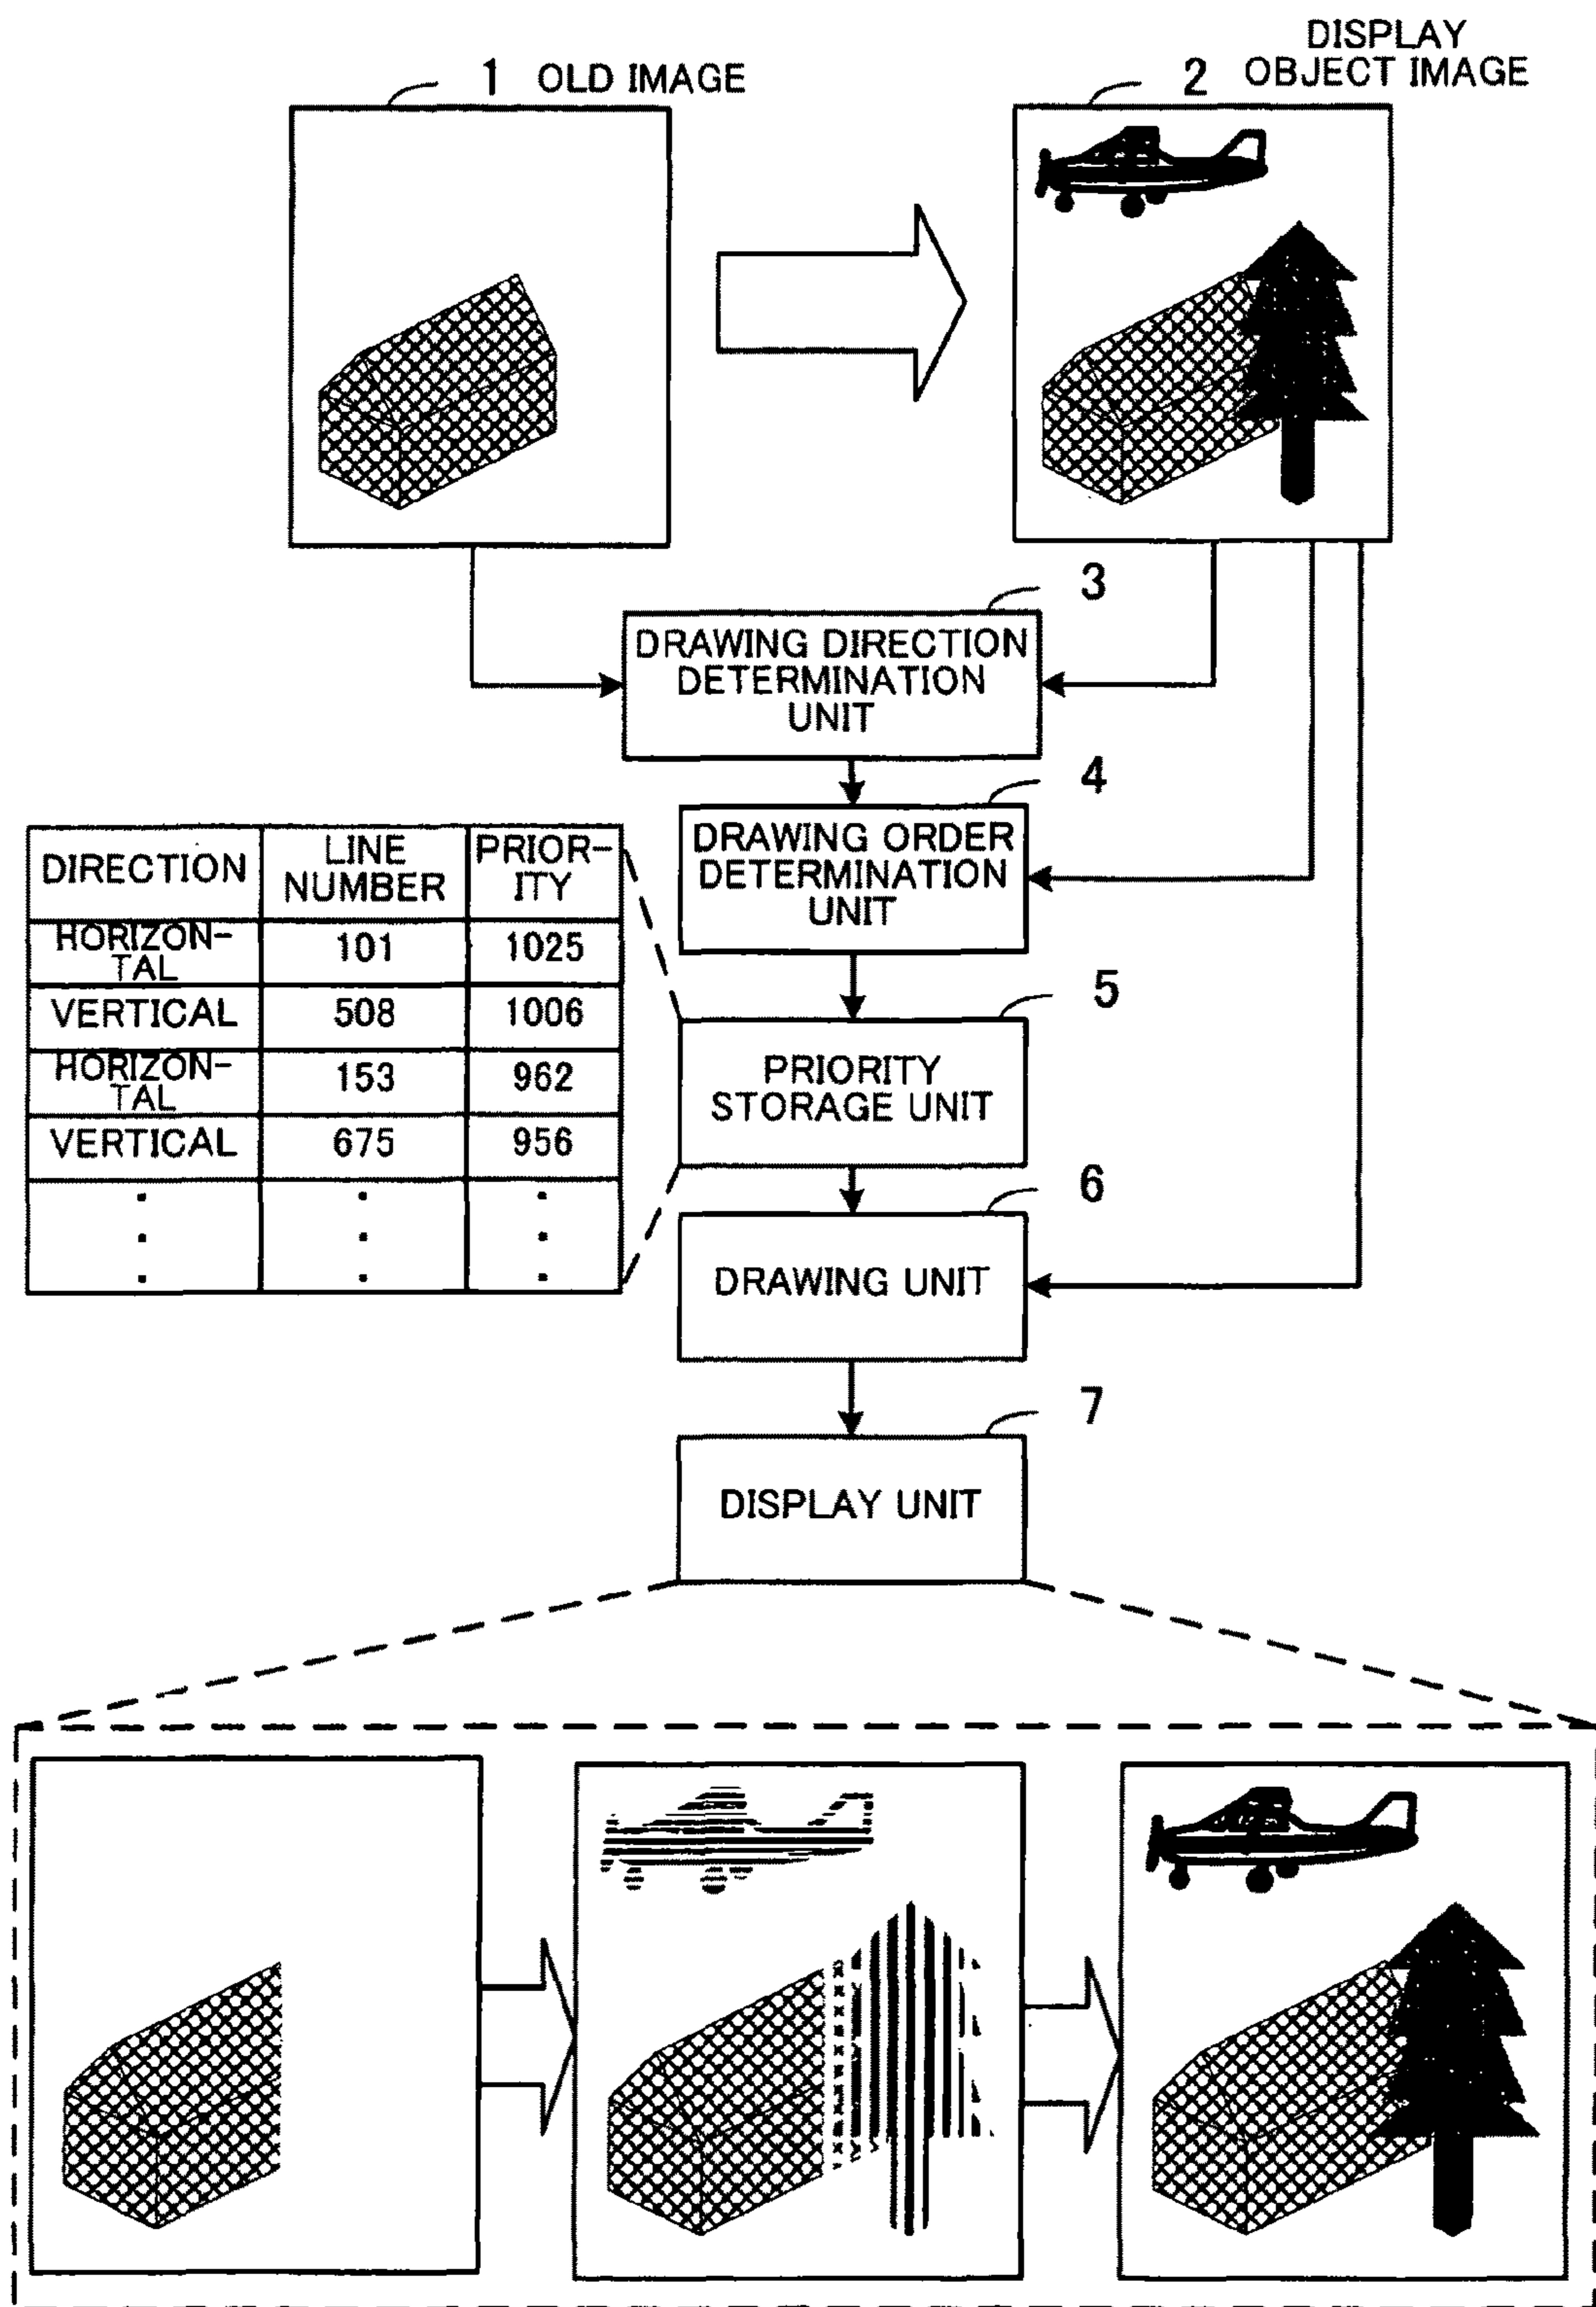 1 OLD IMAGE
DISPLAY
2 OBJECT IMAGE
3
DRAWING DIRECTION
DETERMINATION
UNIT
4
DRAWING ORDER
DETERMINATION
UNIT
DIRECTION LINE NUMBER PRIOR-ITY
HORIZON-TAL 101 1025
VERTICAL 508 1006
HORIZON-TAL 153 962
VERTICAL 675 956
5
PRIORITY
STORAGE UNIT
6
DRAWING UNIT
7
DISPLAY UNIT